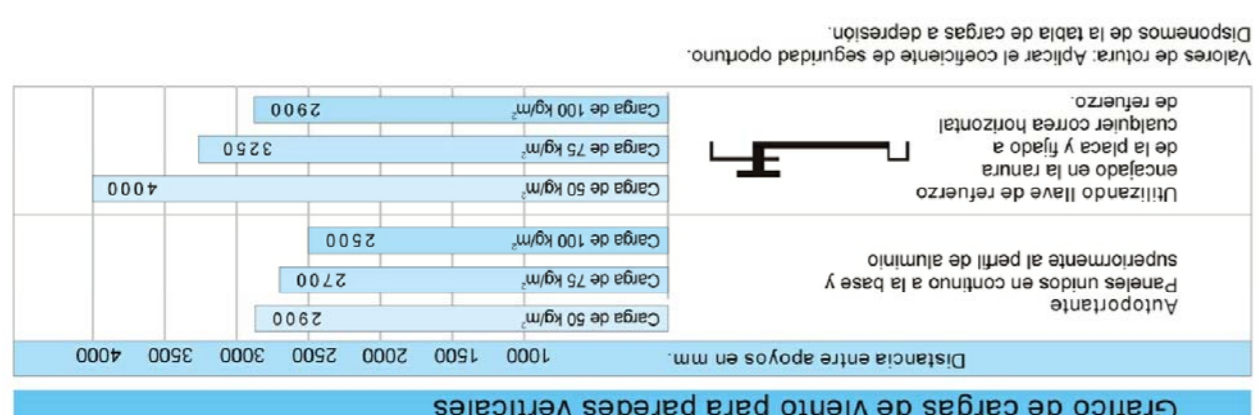 Gráfico de cargas de viento para paredes verticales
Distancia entre apoyos en mm. 1000 1500 2000 2500 3000 3500 4000
Autoportante
Paneles unidos en continuo a la base y
superiormente al perfil de aluminio
Carga de 50 kg/m² 2900
Carga de 75 kg/m² 2700
Carga de 100 kg/m² 2500
Utilizando llave de refuerzo
encajado en la ranura
de la placa y fijado a
cualquier correa horizontal
de refuerzo.
Carga de 50 kg/m² 4000
Carga de 75 kg/m² 3250
Carga de 100 kg/m² 2900
Valores de rotura: Aplicar el coeficiente de seguridad oportuno.
Disponemos de la tabla de cargas a depresión.